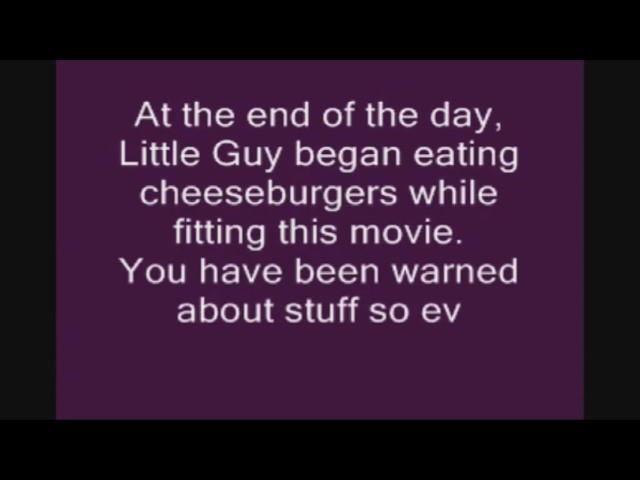 At the end of the day,
Little Guy began eating
cheeseburgers while
fitting this movie.
You have been warned
about stuff so ev